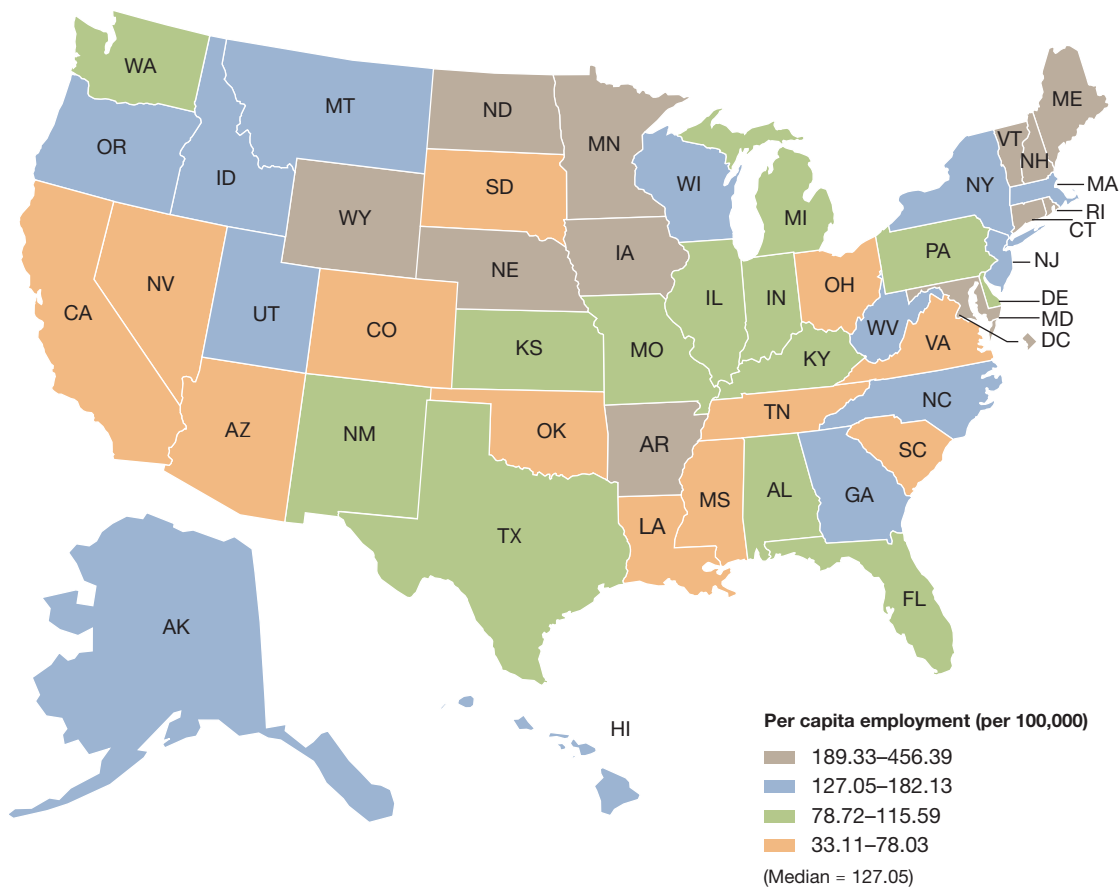 WA
MT
ND
MN
ME
VT
NH
OR
ID
WY
SD
WI
MI
NY
MA
RI
CT
NE
IA
PA
NJ
NV
UT
CA
CO
KS
MO
IL
IN
OH
WV
VA
DE
MD
DC
KY
NC
TN
AZ
NM
OK
AR
SC
MS
AL
GA
LA
TX
FL
AK
HI
Per capita employment (per 100,000)
189.33–456.39
127.05–182.13
78.72–115.59
33.11–78.03
(Median = 127.05)